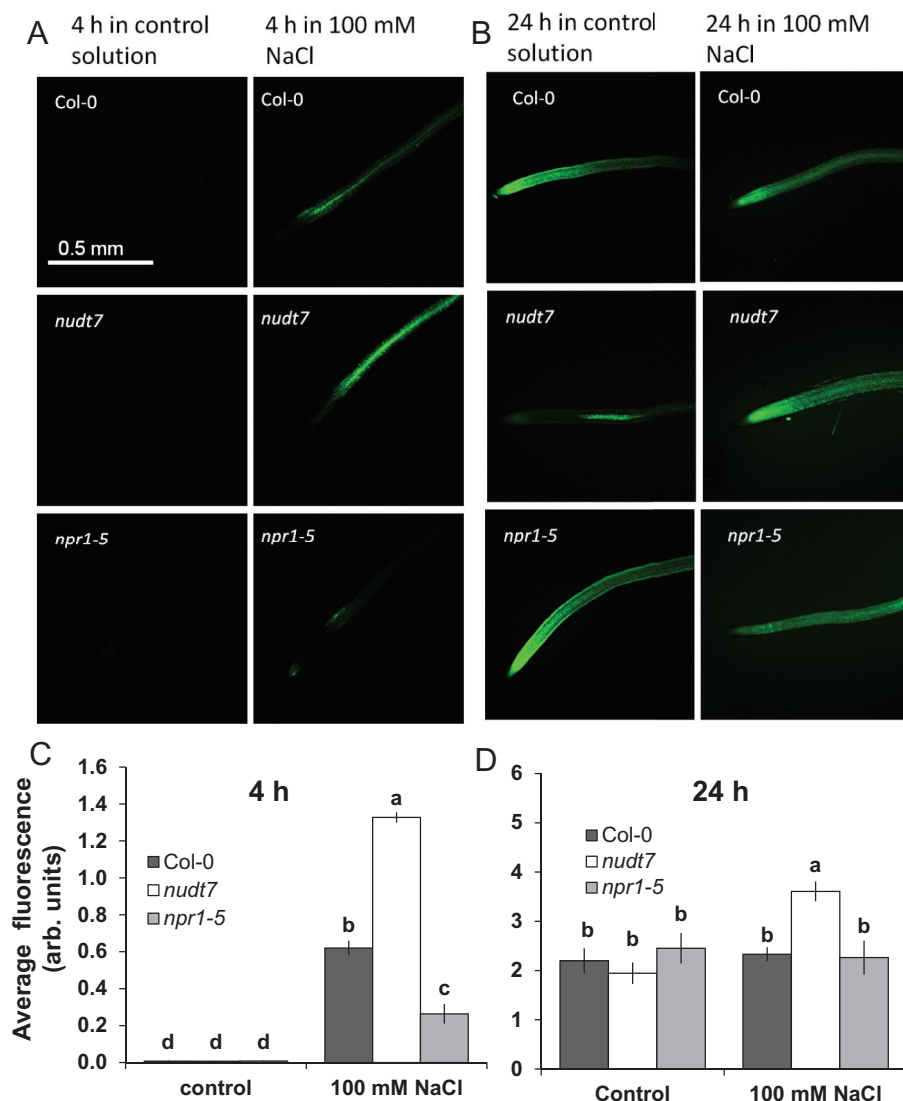 A
4 h in control
solution
4 h in 100 mM
NaCl
Col-0
Col-0
0.5 mm
nudt7
nudt7
npr1-5
npr1-5
B
24 h in control
solution
24 h in 100 mM
NaCl
Col-0
Col-0
nudt7
nudt7
npr1-5
npr1-5
C
4 h
Average fluorescence
(arb. units)
1.6
1.4
1.2
1.0
0.8
0.6
0.4
0.2
0.0
Col-0
nudt7
npr1-5
d d d
b a c
control 100 mM NaCl
D
24 h
6
5
4
3
2
1
0
Col-0
nudt7
npr1-5
b b b
b a b
Control 100 mM NaCl